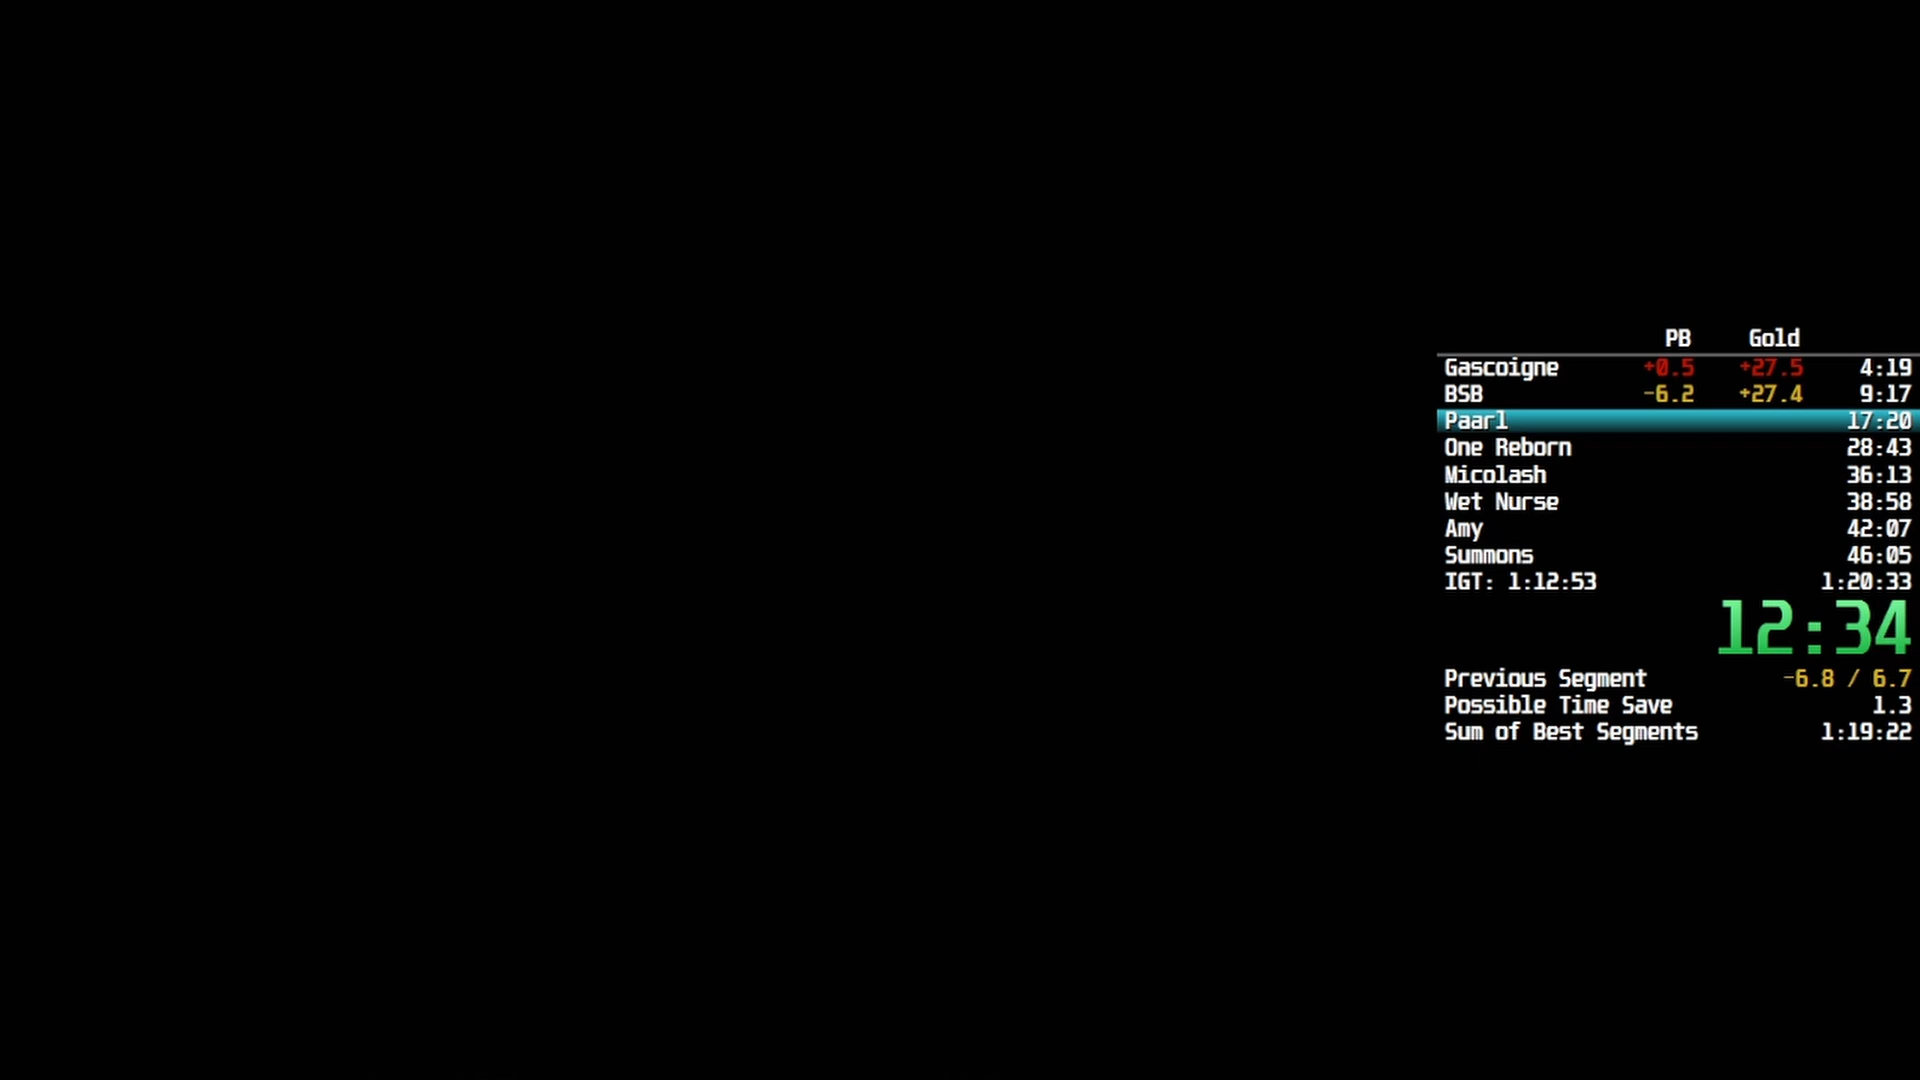 PB Gold
Gascoigne +0.5 +27.5 4:19
BSB -6.2 +27.4 9:17
Paarl 17:20
One Reborn 28:43
Micolash 36:13
Wet Nurse 38:58
Amy 42:07
Summons 46:05
IGT: 1:12:53 1:20:33
12:34
Previous Segment -6.8 / 6.7
Possible Time Save 1.3
Sum of Best Segments 1:19:22